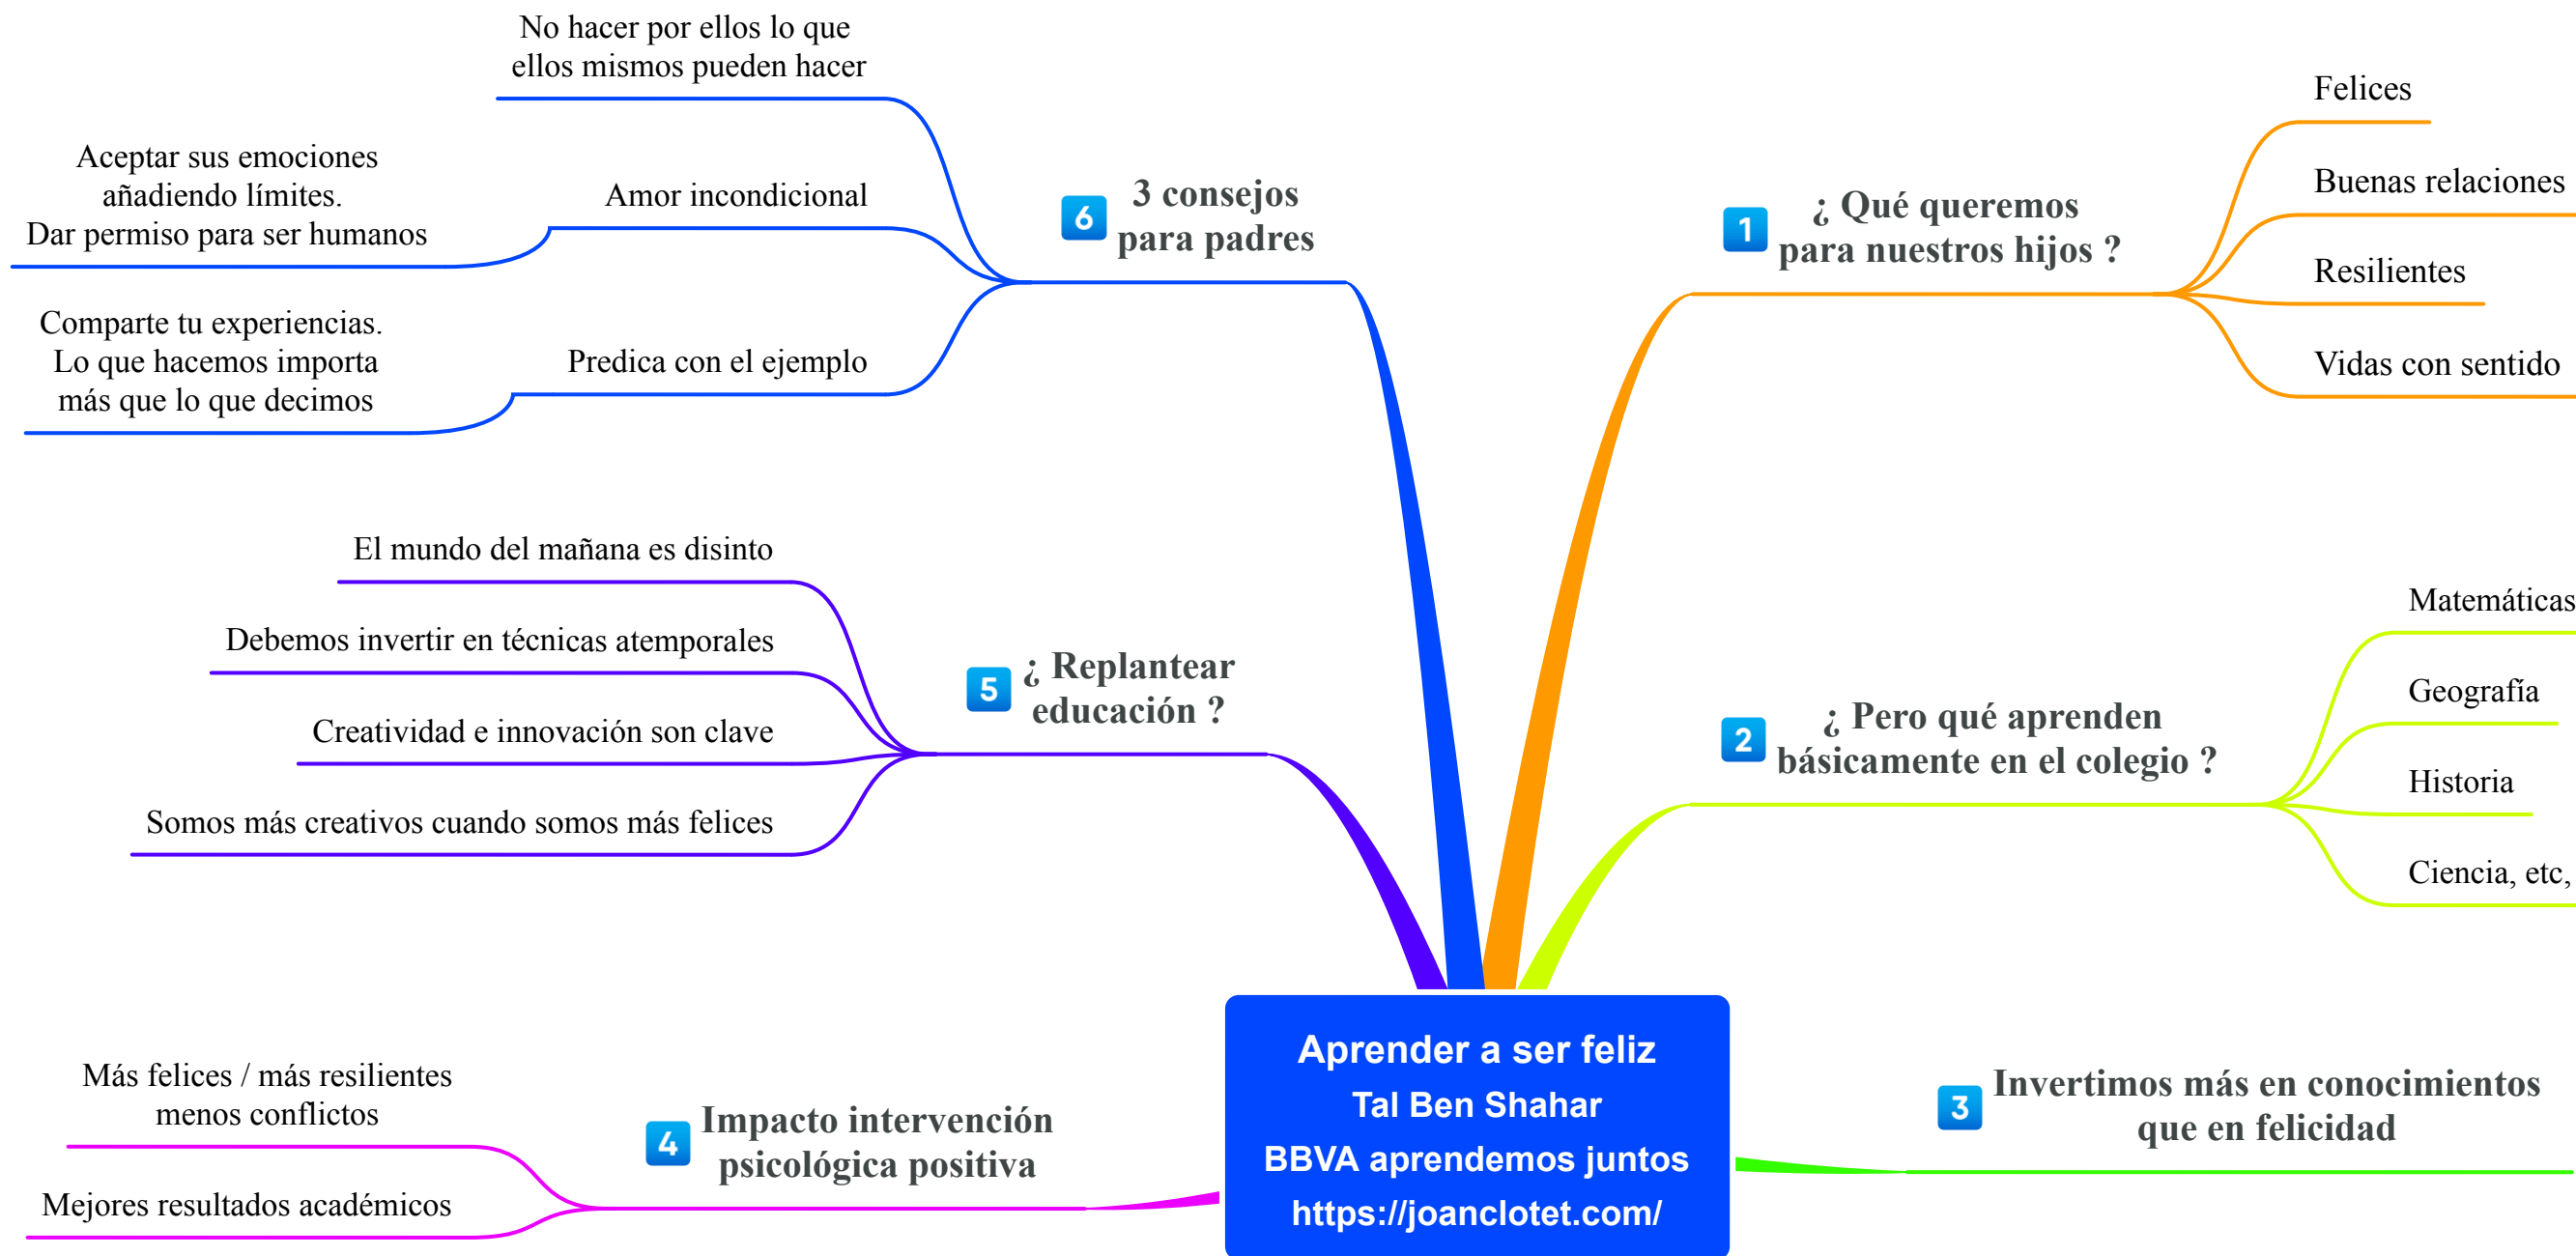 Aprender a ser feliz
Tal Ben Shahar
BBVA aprendemos juntos
https://joanclotet.com/
1
¿ Qué queremos
para nuestros hijos ?
Felices
Buenas relaciones
Resilientes
Vidas con sentido
2
¿ Pero qué aprenden
básicamente en el colegio ?
Matemáticas
Geografía
Historia
Ciencia, etc,
3
Invertimos más en conocimientos
que en felicidad
4
Impacto intervención
psicológica positiva
Más felices / más resilientes
menos conflictos
Mejores resultados académicos
5
¿ Replantear
educación ?
El mundo del mañana es disinto
Debemos invertir en técnicas atemporales
Creatividad e innovación son clave
Somos más creativos cuando somos más felices
6
3 consejos
para padres
No hacer por ellos lo que
ellos mismos pueden hacer
Amor incondicional
Aceptar sus emociones
añadiendo límites.
Dar permiso para ser humanos
Predica con el ejemplo
Comparte tu experiencias.
Lo que hacemos importa
más que lo que decimos